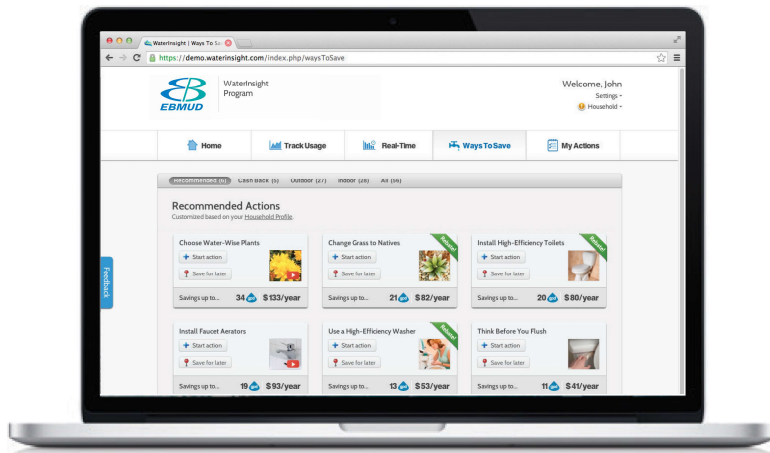 WaterInsight | Ways To Sa
https://demo.waterinsight.com/index.php/waysToSave
EBMUD
WaterInsight
Program
Welcome, John
Settings
Household
Home
Track Usage
Real-Time
Ways To Save
My Actions
Recommended (6) Cash Back (5) Outdoor (27) Indoor (28) All (56)
Recommended Actions
Customized based on your Household Profile.
Feedback
Choose Water-Wise Plants
Start action
Save for later
Savings up to... 34 gpd $133/year
Change Grass to Natives
Rebate!
Start action
Save for later
Savings up to... 21 gpd $82/year
Install High-Efficiency Toilets
Rebate!
Start action
Save for later
Savings up to... 20 gpd $80/year
Install Faucet Aerators
Start action
Save for later
Savings up to... 19 gpd $93/year
Use a High-Efficiency Washer
Rebate!
Start action
Save for later
Savings up to... 13 gpd $53/year
Think Before You Flush
Start action
Save for later
Savings up to... 11 gpd $41/year